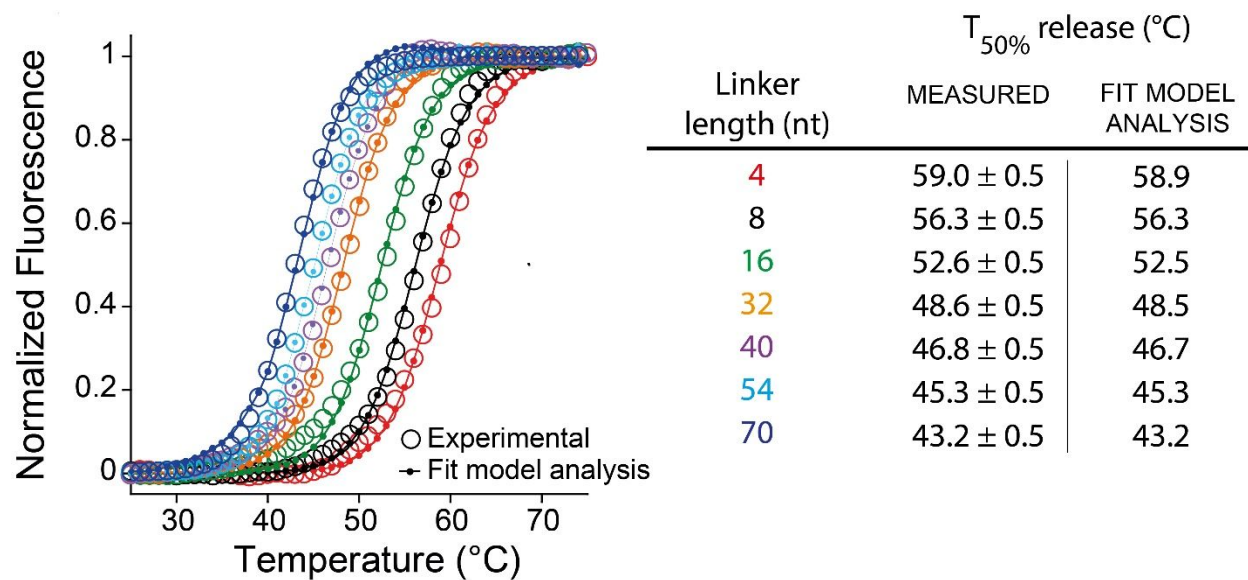 Normalized Fluorescence
1
0.8
0.6
0.4
0.2
0
Experimental
Fit model analysis
30 40 50 60 70
Temperature (°C)
T50% release (°C)
Linker length (nt)
MEASURED
FIT MODEL
ANALYSIS
4 59.0 ± 0.5 58.9
8 56.3 ± 0.5 56.3
16 52.6 ± 0.5 52.5
32 48.6 ± 0.5 48.5
40 46.8 ± 0.5 46.7
54 45.3 ± 0.5 45.3
70 43.2 ± 0.5 43.2